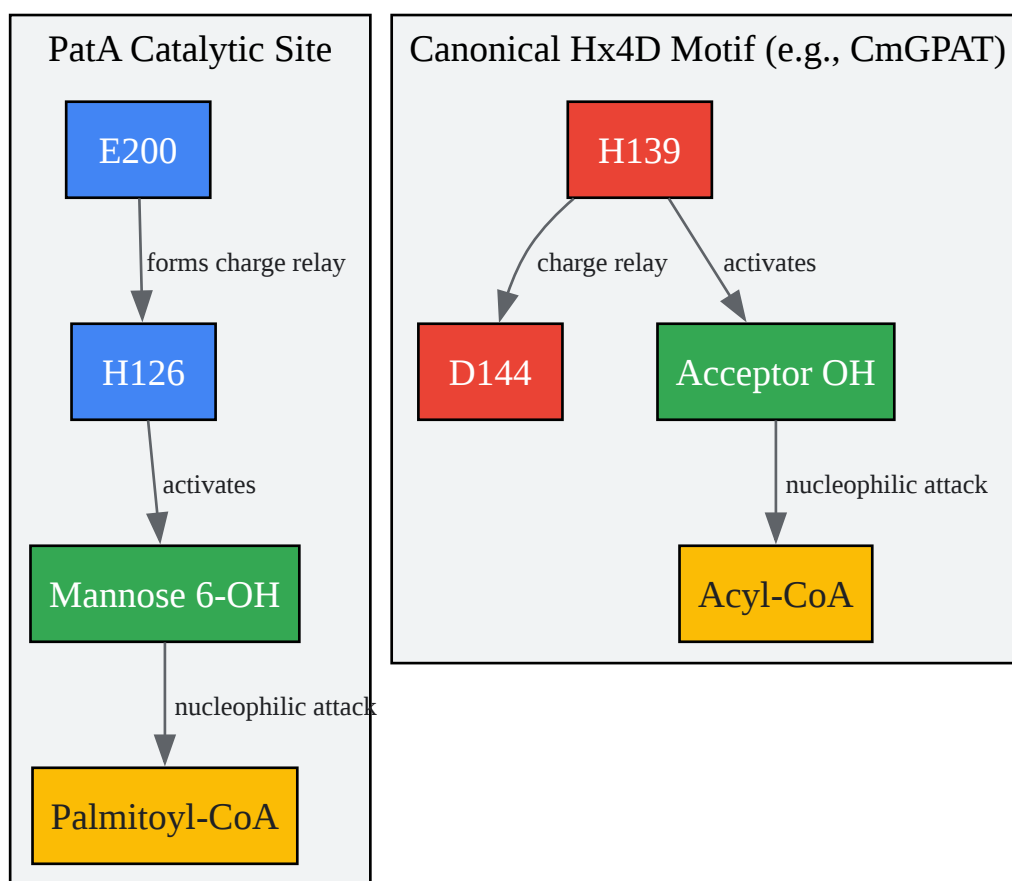 PatA Catalytic Site
E200
forms charge relay
H126
activates
Mannose 6-OH
nucleophilic attack
Palmitoyl-CoA
Canonical Hx4D Motif (e.g., CmGPAT)
H139
charge relay
activates
D144
Acceptor OH
nucleophilic attack
Acyl-CoA